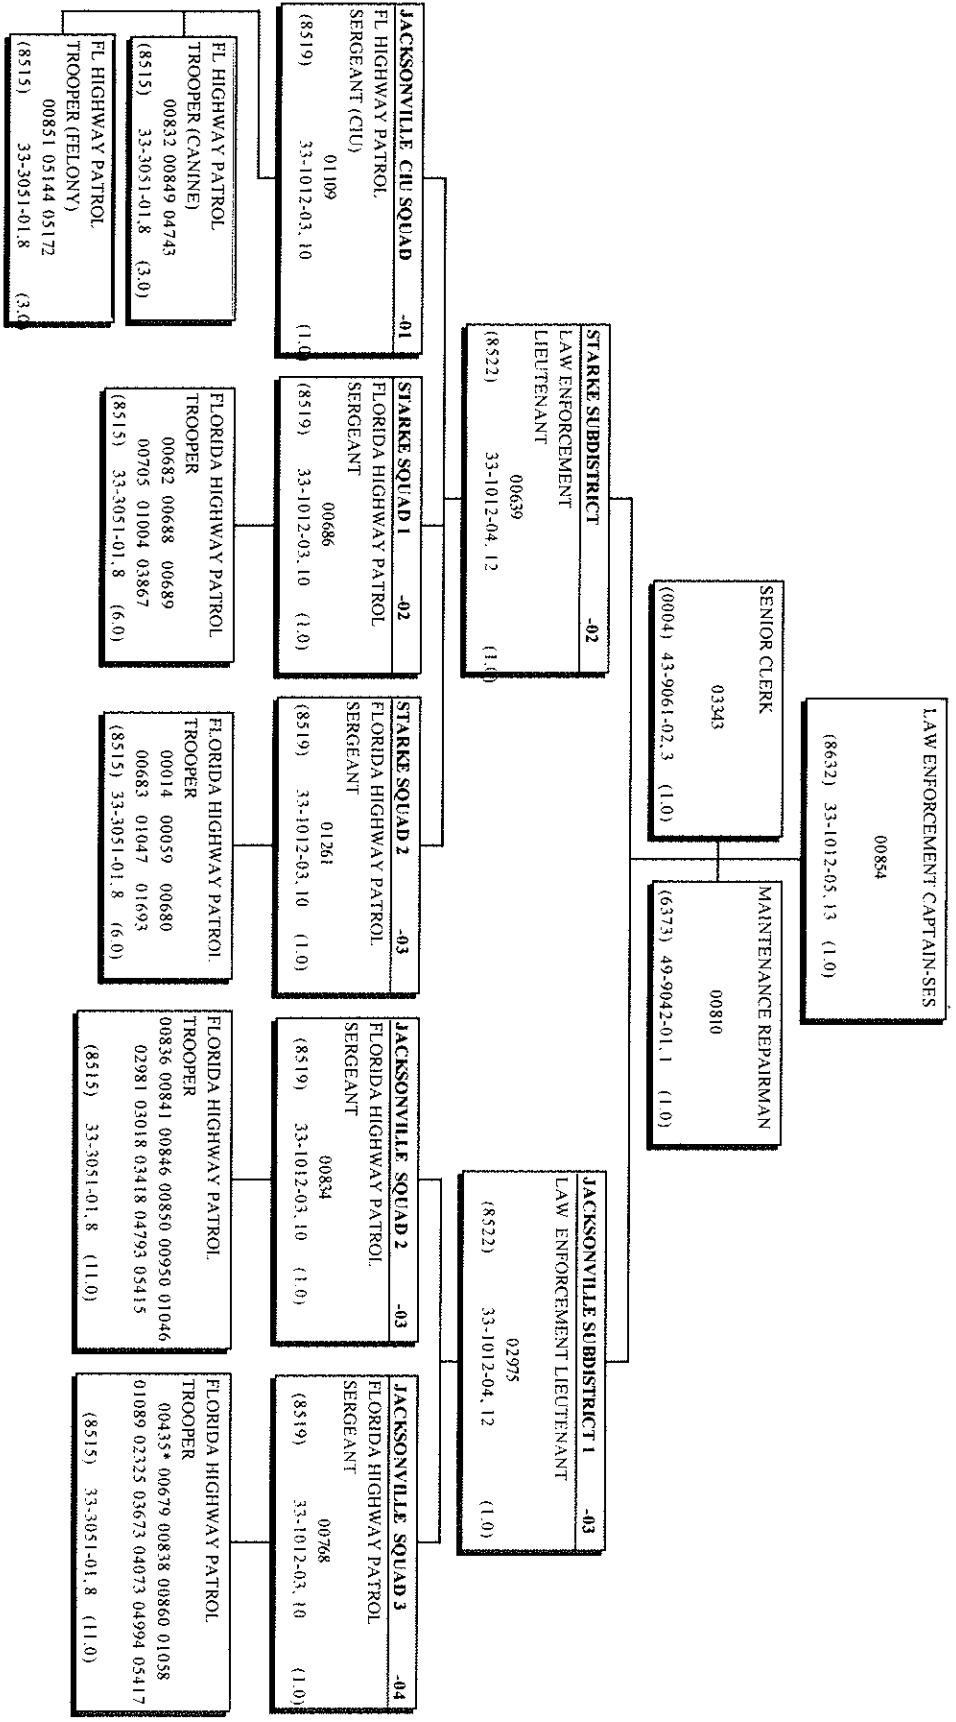 LAW ENFORCEMENT CAPTAIN-SES
00854
(8632) 33-1012-05, 13 (1.0)
SENIOR CLERK
03343
(0004) 43-9061-02, 3 (1.0)
MAINTENANCE REPAIRMAN
00810
(6373) 49-9042-01, 1 (1.0)
STARKE SUBDISTRICT -02
LAW ENFORCEMENT
LIEUTENANT
00639
(8522) 33-1012-04, 12 (1.0)
JACKSONVILLE SUBDISTRICT 1 -03
LAW ENFORCEMENT LIEUTENANT
02975
(8522) 33-1012-04, 12 (1.0)
JACKSONVILLE CIU SQUAD -01
FL HIGHWAY PATROL
SERGEANT (CIU)
01109
(8519) 33-1012-03, 10 (1.0
STARKE SQUAD 1 -02
FLORIDA HIGHWAY PATROL
SERGEANT
00686
(8519) 33-1012-03, 10 (1.0)
STARKE SQUAD 2 -03
FLORIDA HIGHWAY PATROL
SERGEANT
01261
(8519) 33-1012-03, 10 (1.0)
JACKSONVILLE SQUAD 2 -03
FLORIDA HIGHWAY PATROL
SERGEANT
00834
(8519) 33-1012-03, 10 (1.0)
JACKSONVILLE SQUAD 3 -04
FLORIDA HIGHWAY PATROL
SERGEANT
00768
(8519) 33-1012-03, 10 (1.0)
FL HIGHWAY PATROL
TROOPER (CANINE)
00832 00849 04743
(8515) 33-3051-01,8 (3.0)
FL HIGHWAY PATROL
TROOPER (FELONY)
00851 05144 05172
(8515) 33-3051-01,8 (3.0
FLORIDA HIGHWAY PATROL
TROOPER
00682 00688 00689
00705 01004 03867
(8515) 33-3051-01, 8 (6.0)
FLORIDA HIGHWAY PATROL
TROOPER
00014 00059 00680
00683 01047 01693
(8515) 33-3051-01, 8 (6.0)
FLORIDA HIGHWAY PATROL
TROOPER
00836 00841 00846 00850 00950 01046
02981 03018 03418 04793 05415
(8515) 33-3051-01, 8 (11.0)
FLORIDA HIGHWAY PATROL
TROOPER
00435* 00679 00838 00860 01058
01089 02325 03673 04073 04994 05417
(8515) 33-3051-01, 8 (11.0)